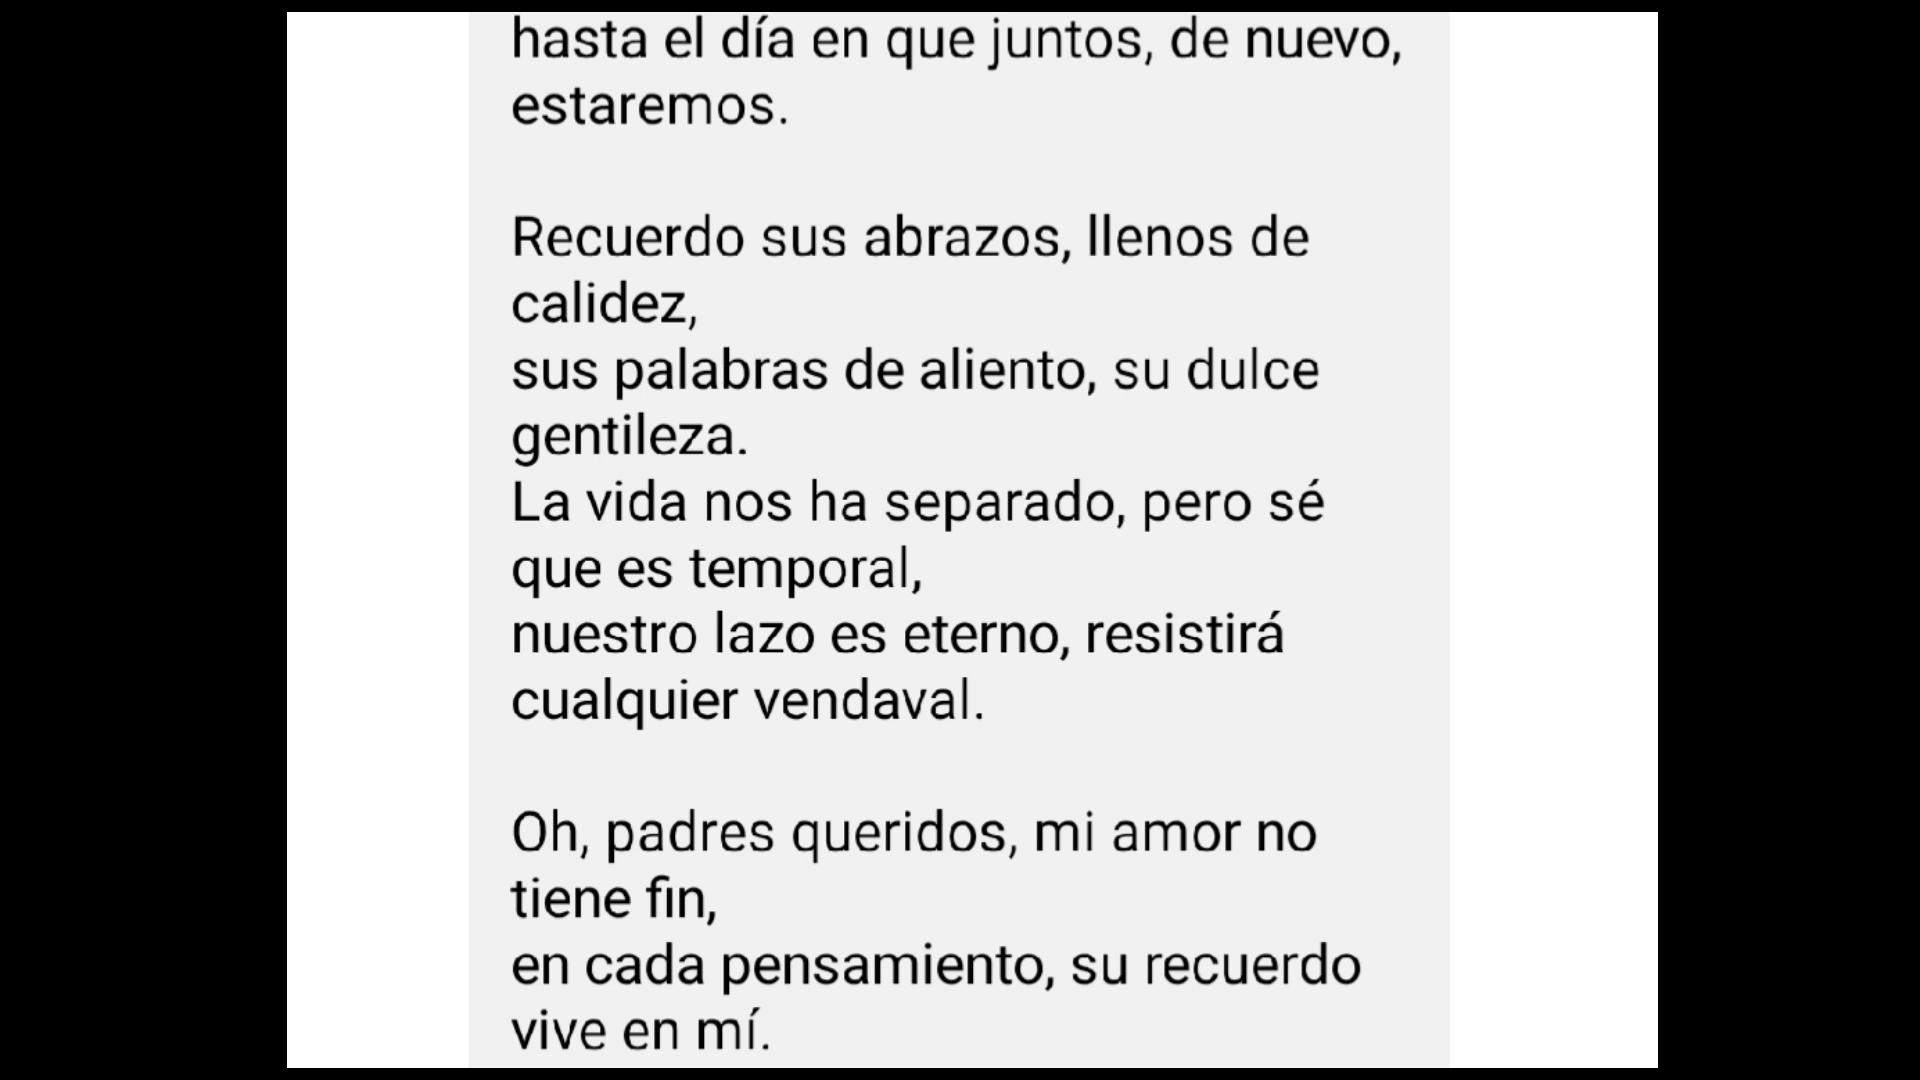 hasta el día en que juntos, de nuevo,
estaremos.
Recuerdo sus abrazos, llenos de
calidez,
sus palabras de aliento, su dulce
gentileza.
La vida nos ha separado, pero sé
que es temporal,
nuestro lazo es eterno, resistirá
cualquier vendaval.
Oh, padres queridos, mi amor no
tiene fin,
en cada pensamiento, su recuerdo
vive en mí.